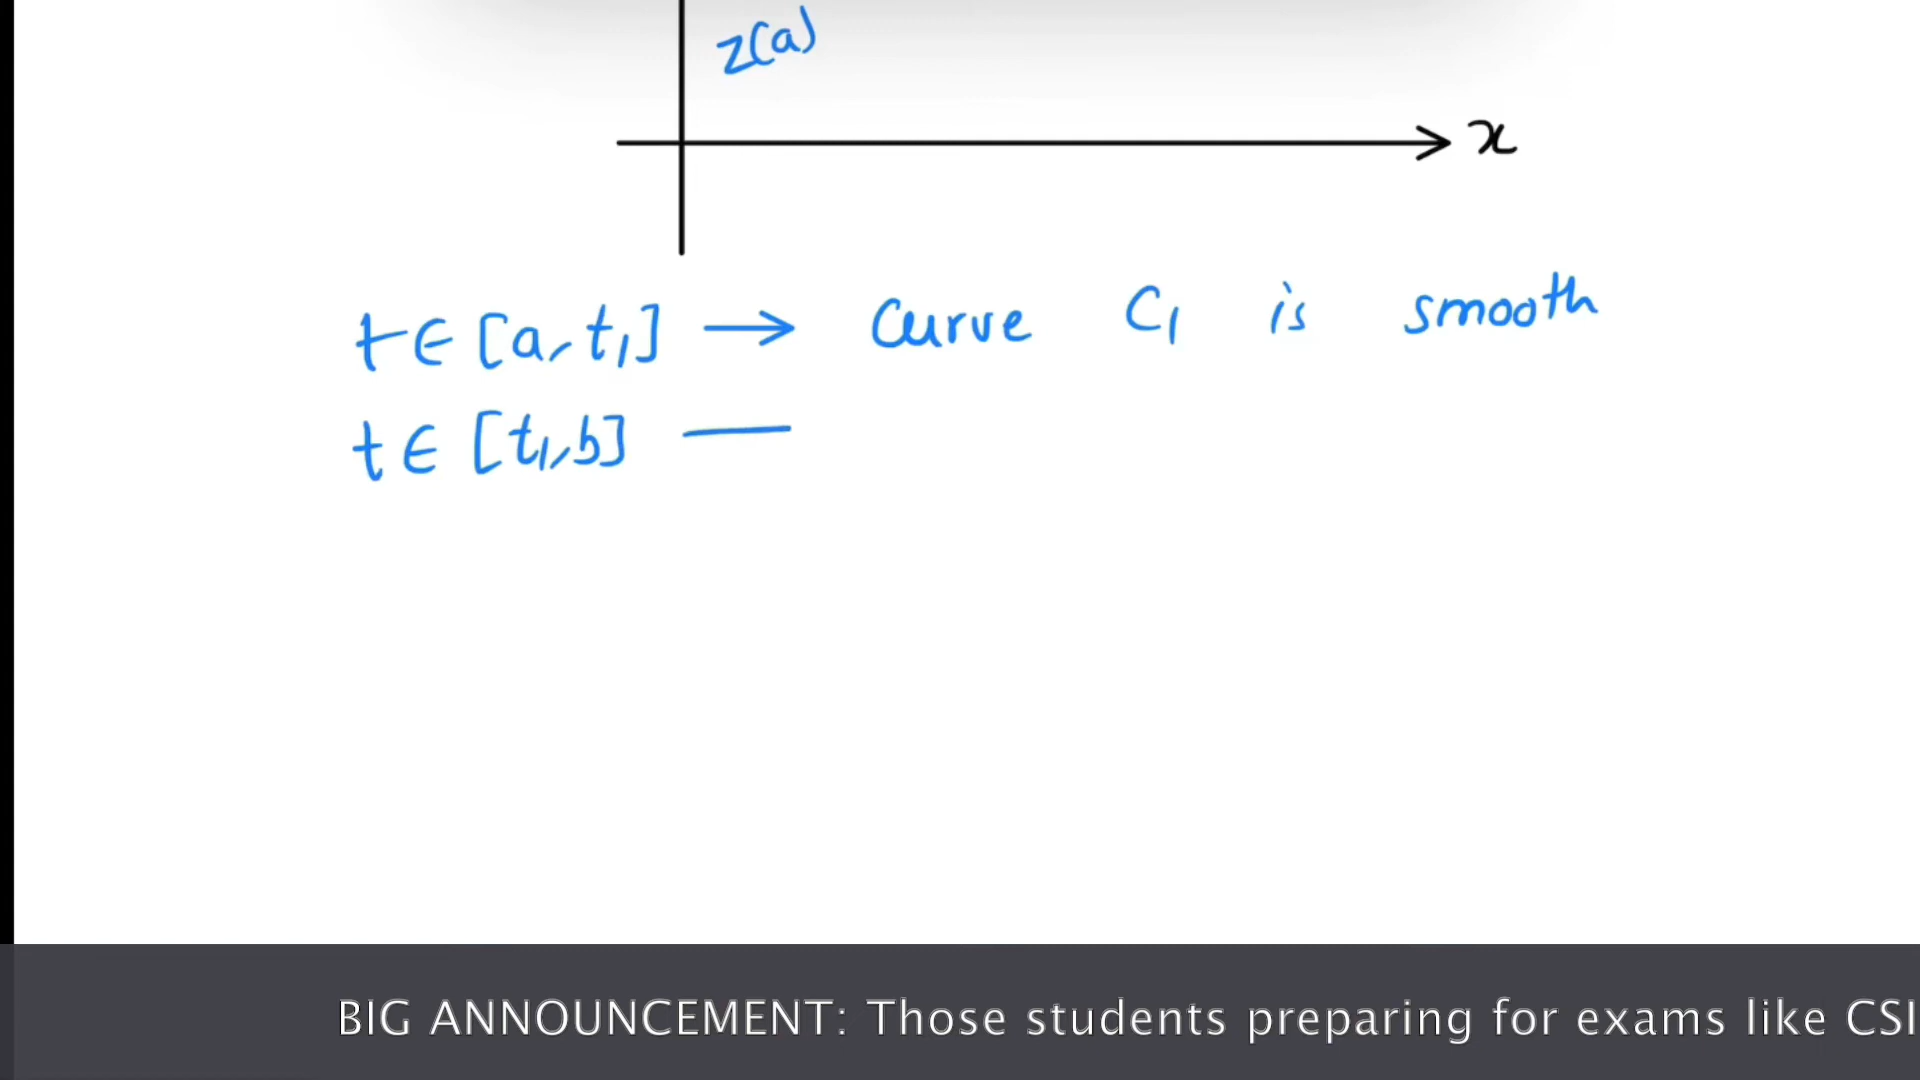 z(a)
x
t∈[a, t₁] → Curve C₁ is smooth
t∈ [t₁, b] —
BIG ANNOUNCEMENT: Those students preparing for exams like CSI